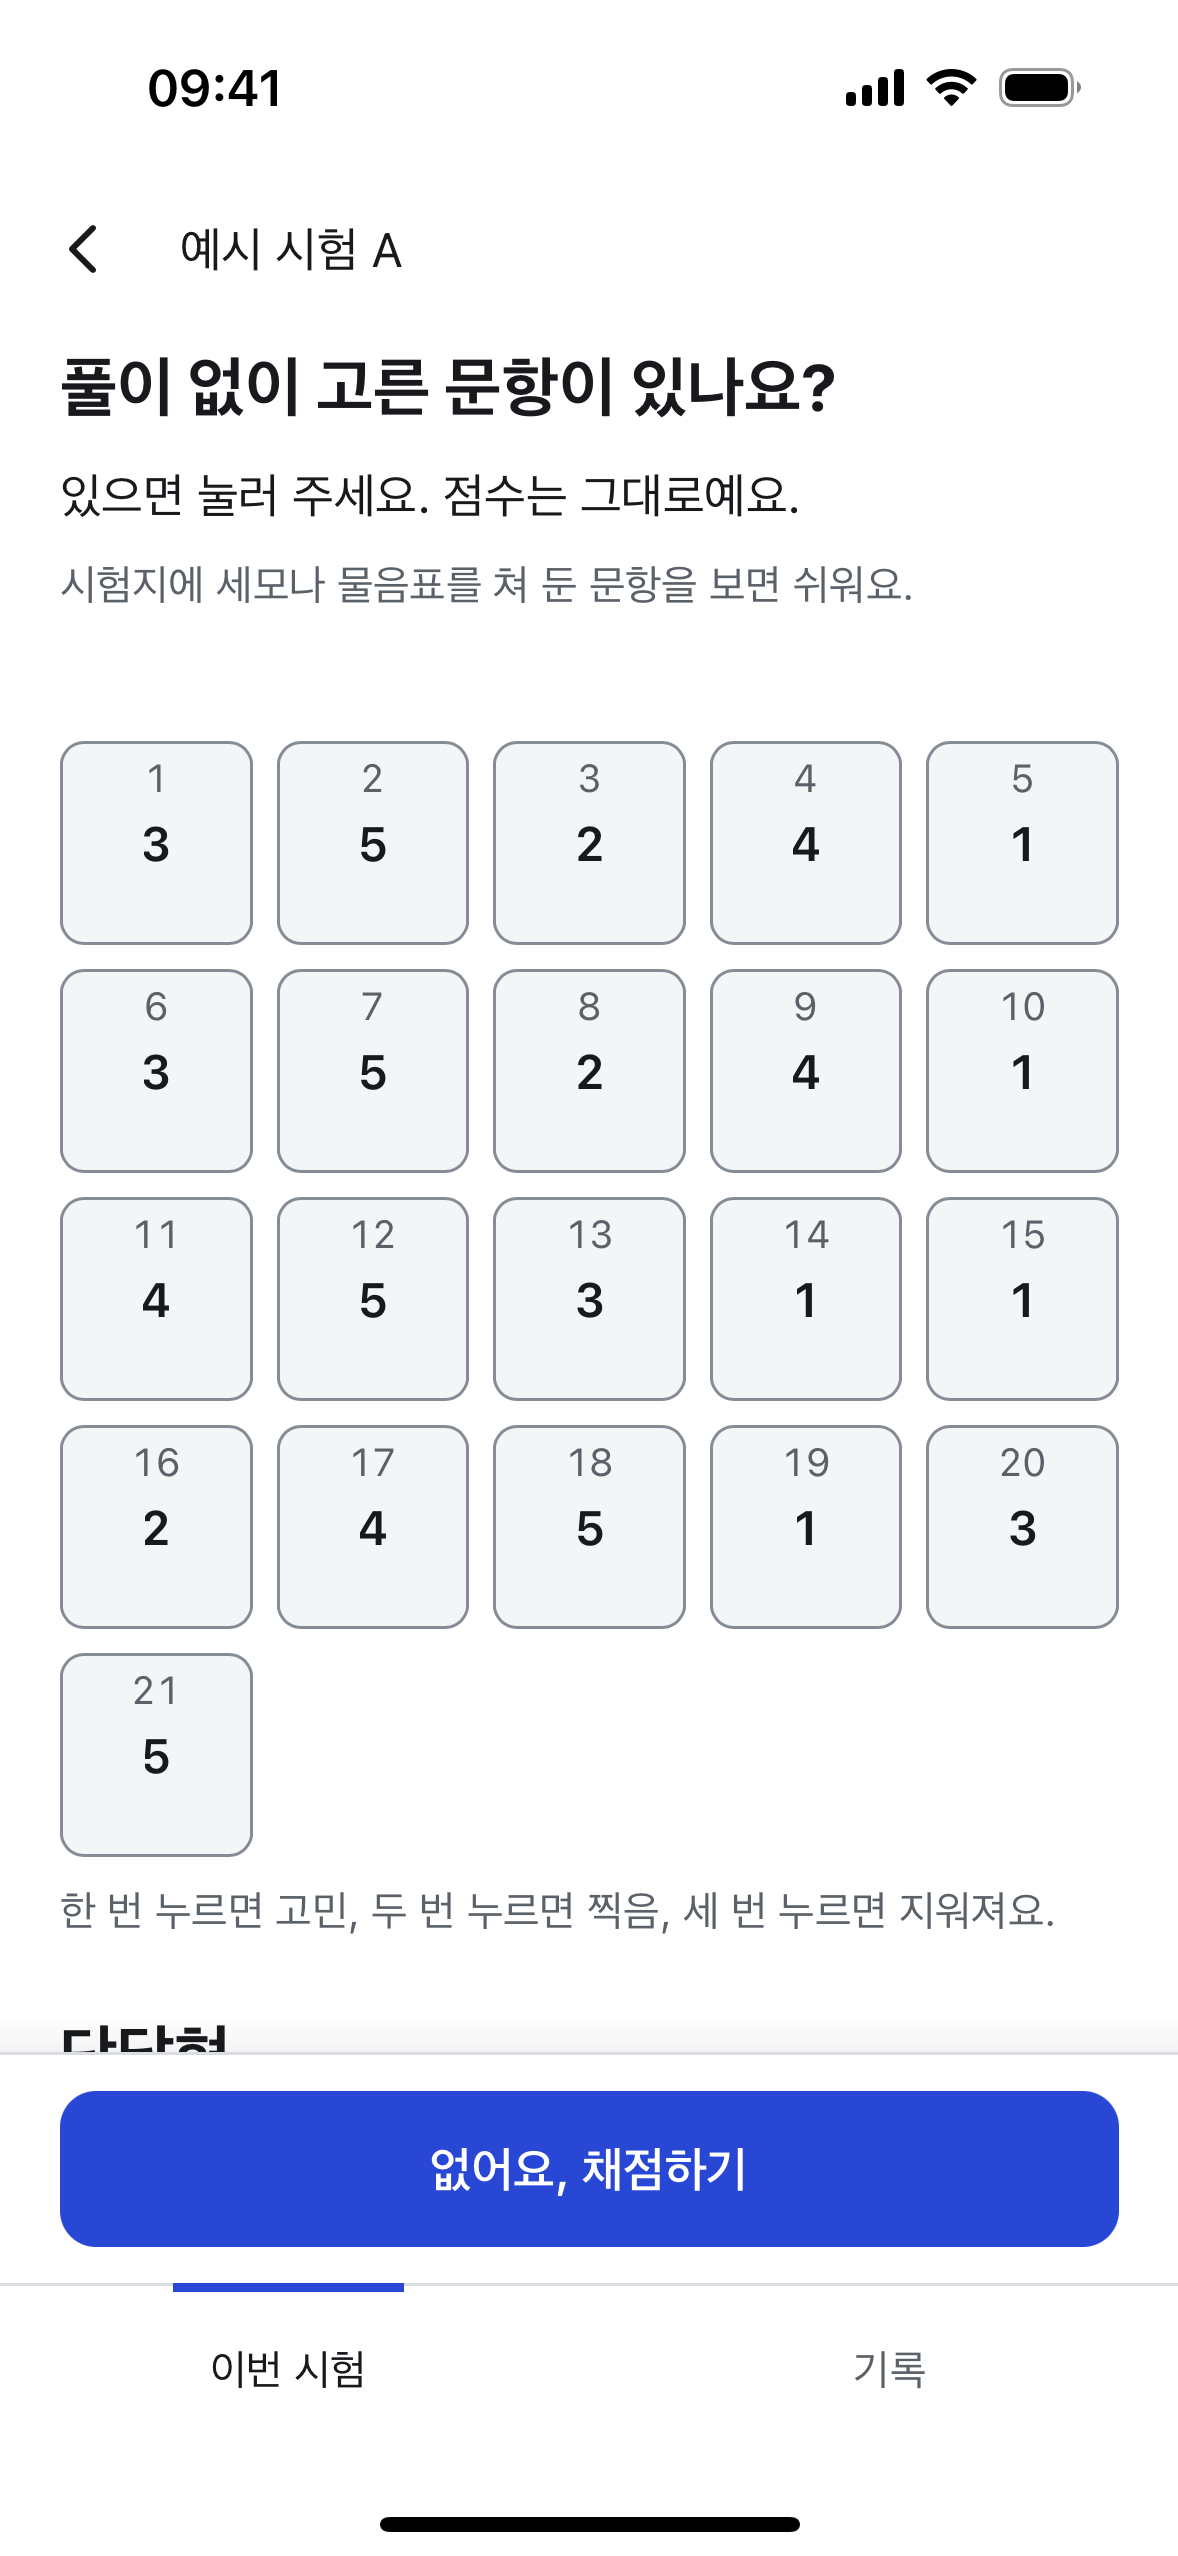 09:41
예시 시험 A
풀이 없이 고른 문항이 있나요?
있으면 눌러 주세요. 점수는 그대로예요.
시험지에 세모나 물음표를 쳐 둔 문항을 보면 쉬워요.
1 2 3 4 5
3 5 2 4 1
6 7 8 9 10
3 5 2 4 1
11 12 13 14 15
4 5 3 1 1
16 17 18 19 20
2 4 5 1 3
21
5
한 번 누르면 고민, 두 번 누르면 찍음, 세 번 누르면 지워져요.
없어요, 채점하기
이번 시험 기록